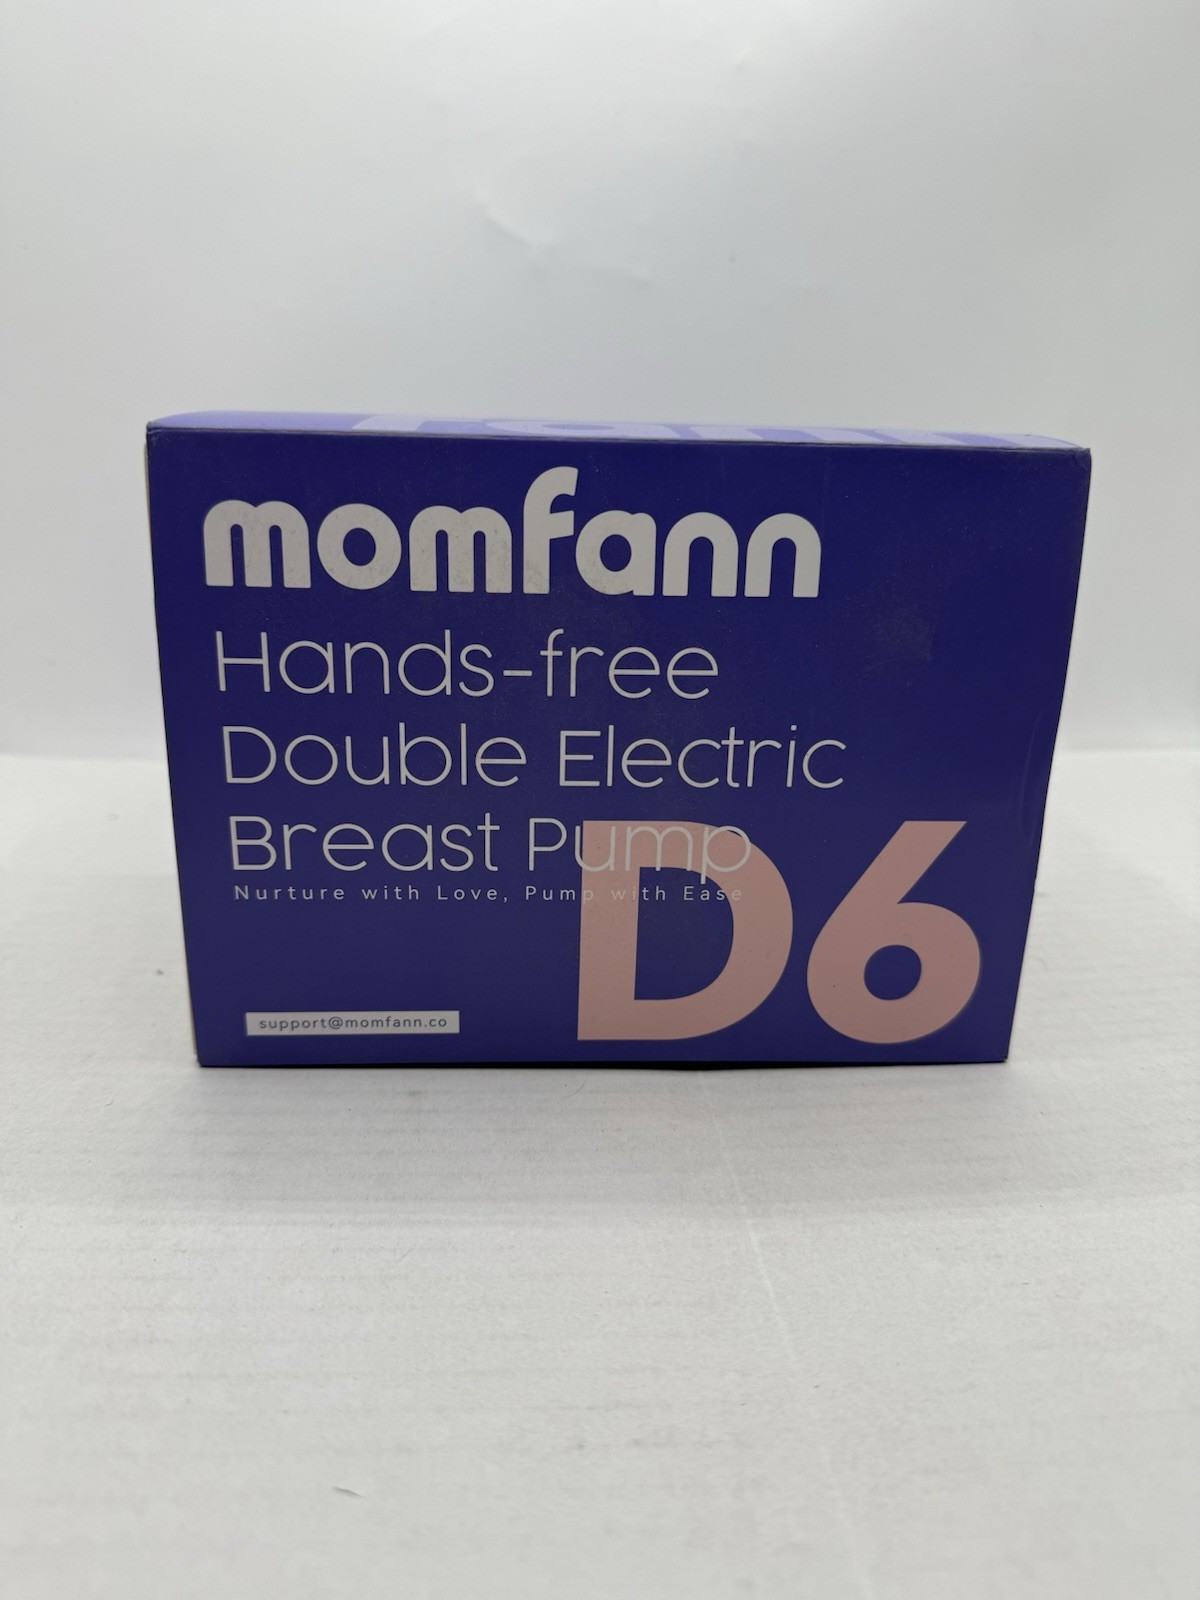 momfann
Hands-free
Double Electric
Breast Pump
Nurture with Love, Pump with Ease
D6
support@momfann.co